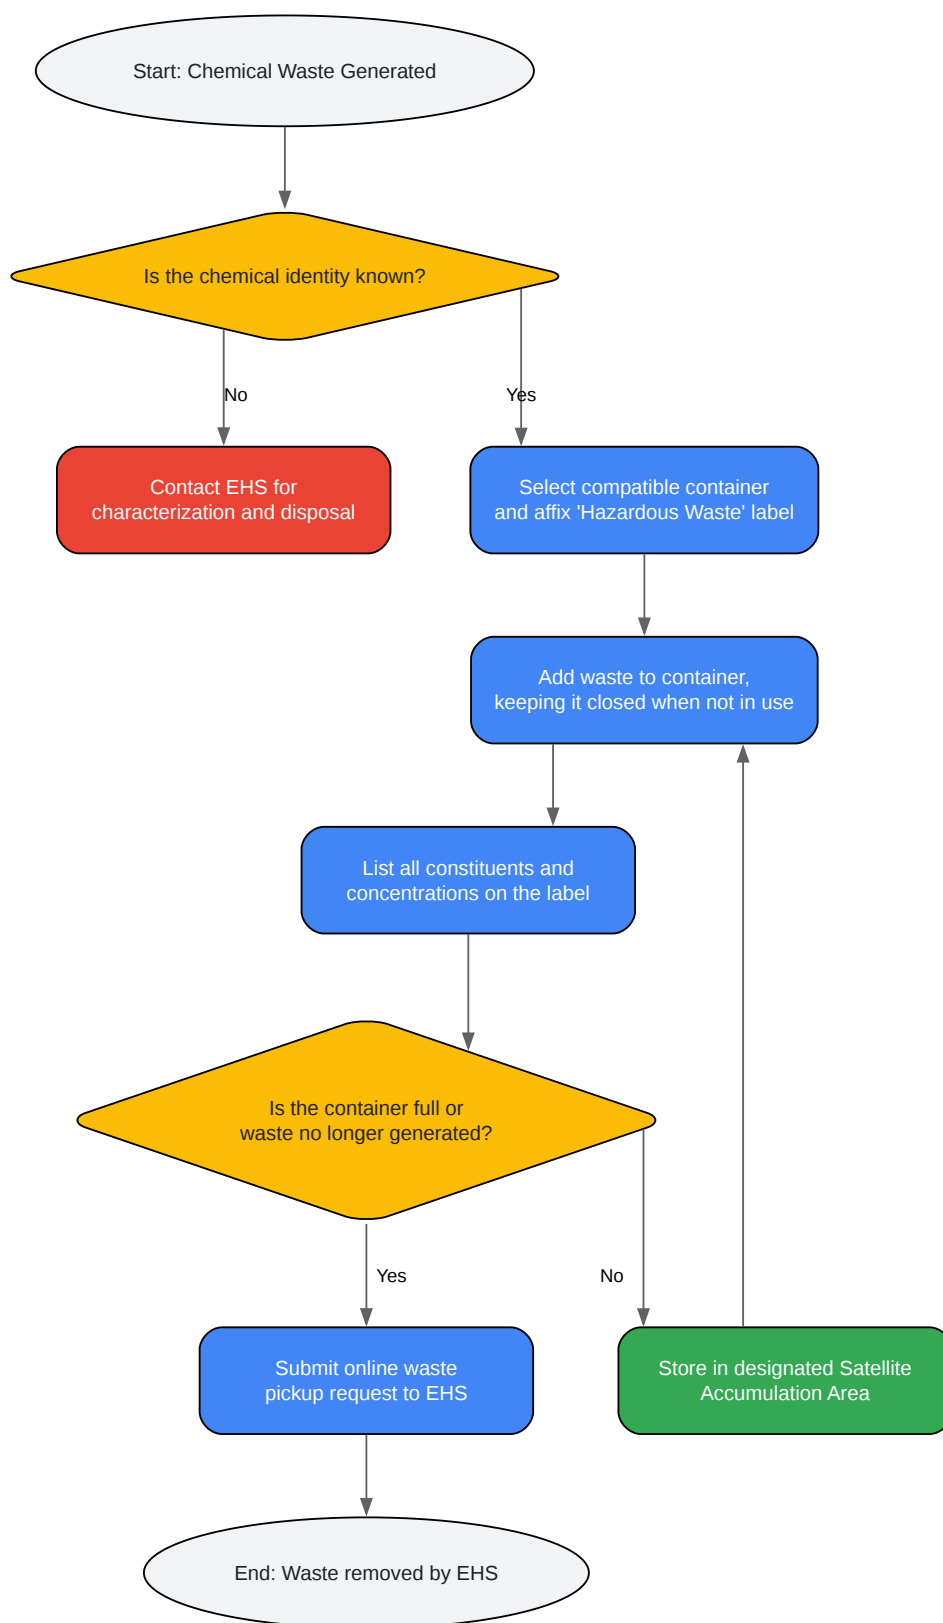 Start: Chemical Waste Generated
Is the chemical identity known?
No
Yes
Contact EHS for
characterization and disposal
Select compatible container
and affix 'Hazardous Waste' label
Add waste to container,
keeping it closed when not in use
List all constituents and
concentrations on the label
Is the container full or
waste no longer generated?
Yes
No
Submit online waste
pickup request to EHS
Store in designated Satellite
Accumulation Area
End: Waste removed by EHS